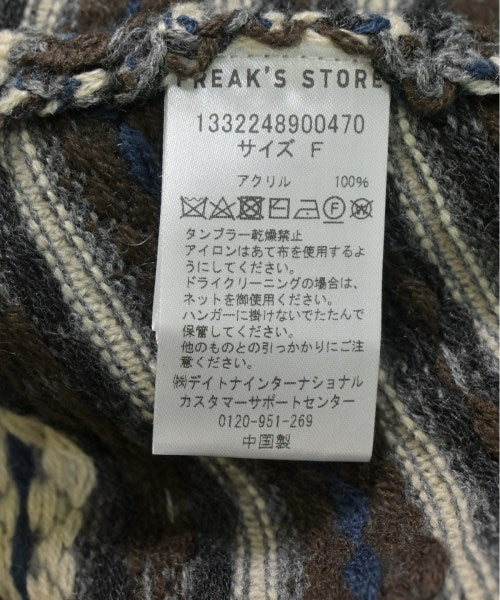 FREAK'S STORE
1332248900470
サイズ F
アクリル 100%
タンブラー乾燥禁止
アイロンはあて布を使用するよ
うにしてください。
ドライクリーニングの場合は、
ネットを御使用ください。
ハンガーに掛けないでたたんで
保管してください。
他のものとの引っかかりにご注
意ください。
㈱デイトナインターナショナル
カスタマーサポートセンター
0120-951-269
中国製